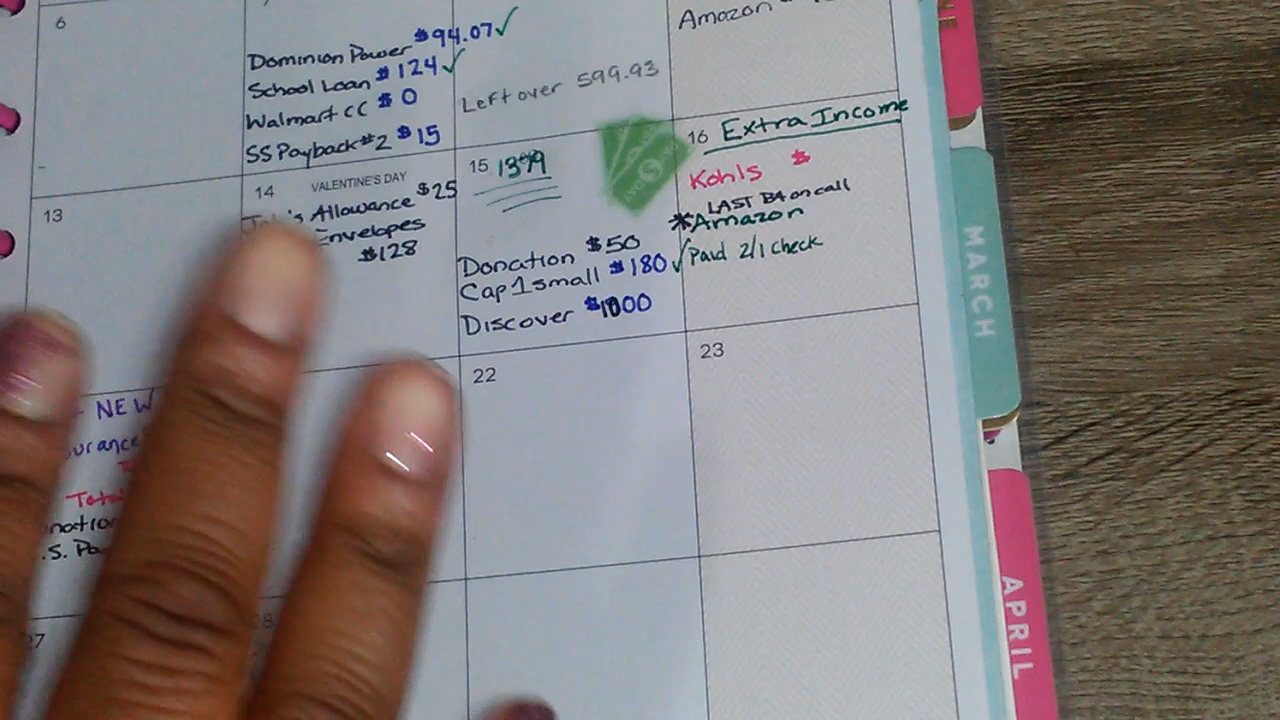 6
Dominion Power $94.07 ✓
School Loan $124 ✓
Walmart CC $0
SS Payback #2 $15
Left over 599.93
Amazon
13
14 VALENTINE'S DAY
's Allowance $25
Envelopes
$128
15
Donation $50
Cap 1 small $180 ✓
Discover $1000
16 Extra Income
Kohls $
LAST B4 on call
*Amazon
Paid 2/1 check
NEW
22
23
MARCH
APRIL